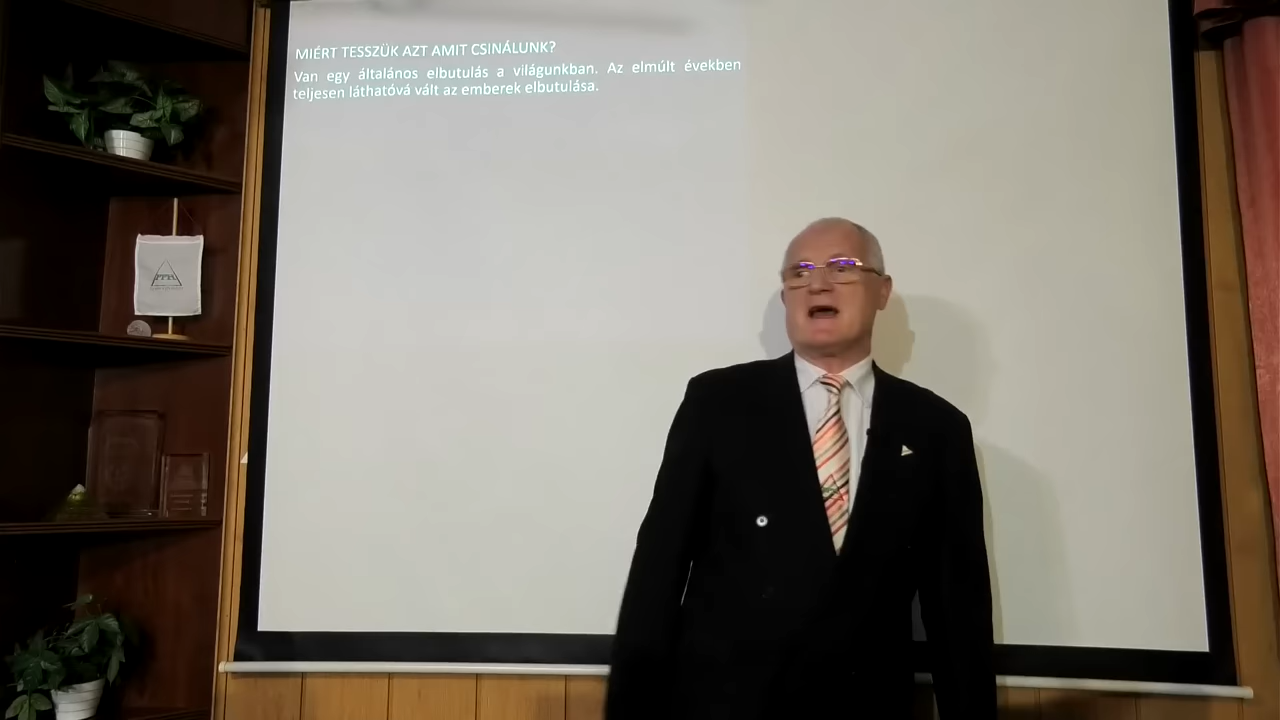 MIÉRT TESSZÜK AZT AMIT CSINÁLUNK?
Van egy általános elbutulás a világunkban. Az elmúlt években
teljesen láthatóvá vált az emberek elbutulása.